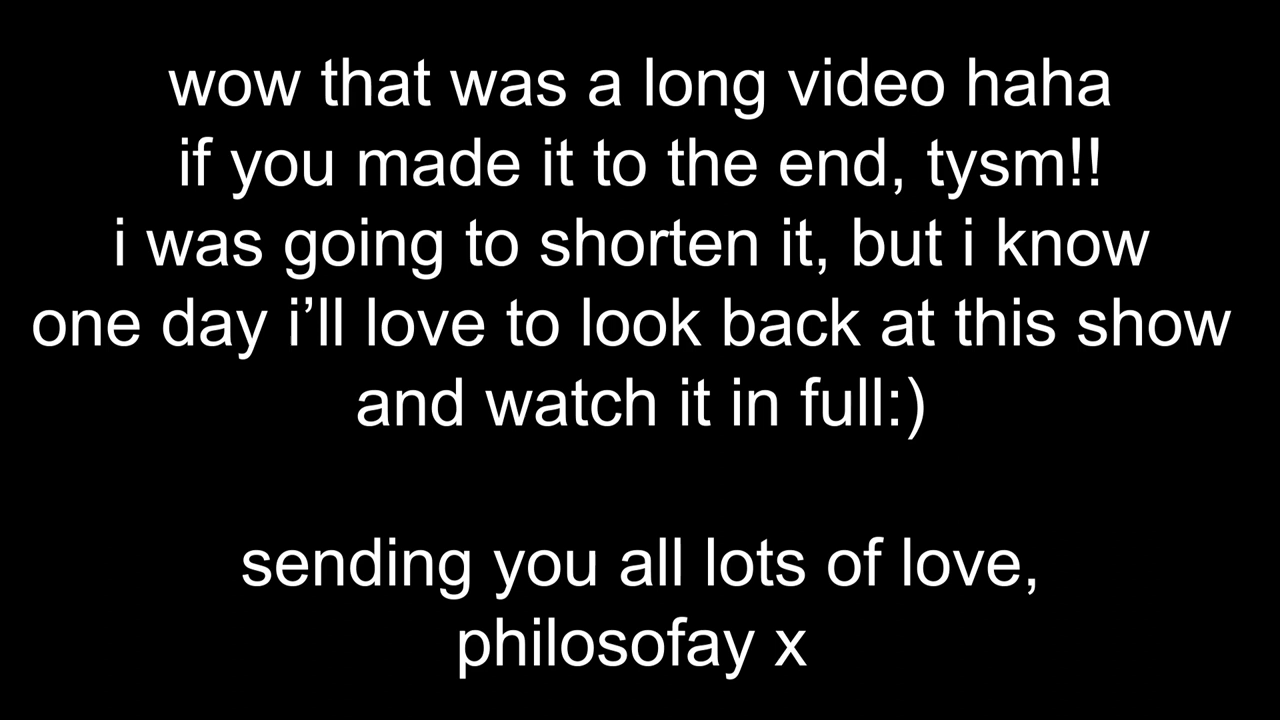 wow that was a long video haha
if you made it to the end, tysm!!
i was going to shorten it, but i know
one day i’ll love to look back at this show
and watch it in full:)
sending you all lots of love,
philosofay x